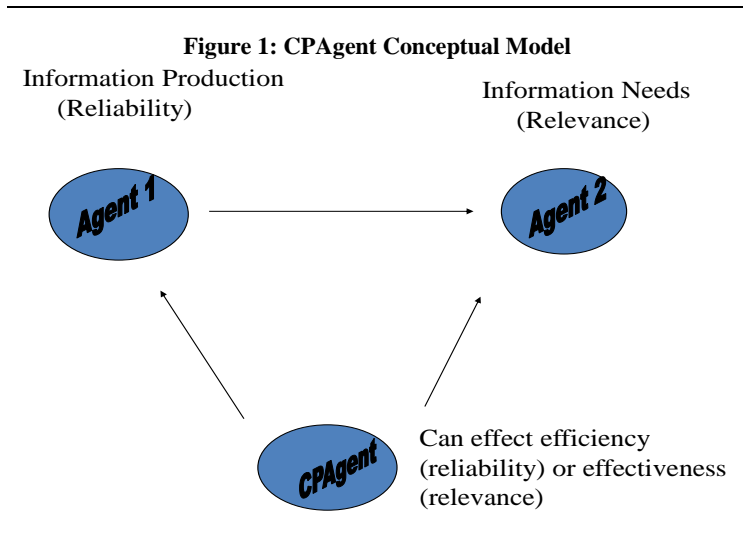 Figure 1: CPAgent Conceptual Model
Information Production
(Reliability)
Information Needs
(Relevance)
Agent 1
Agent 2
CPAgent
Can effect efficiency
(reliability) or effectiveness
(relevance)